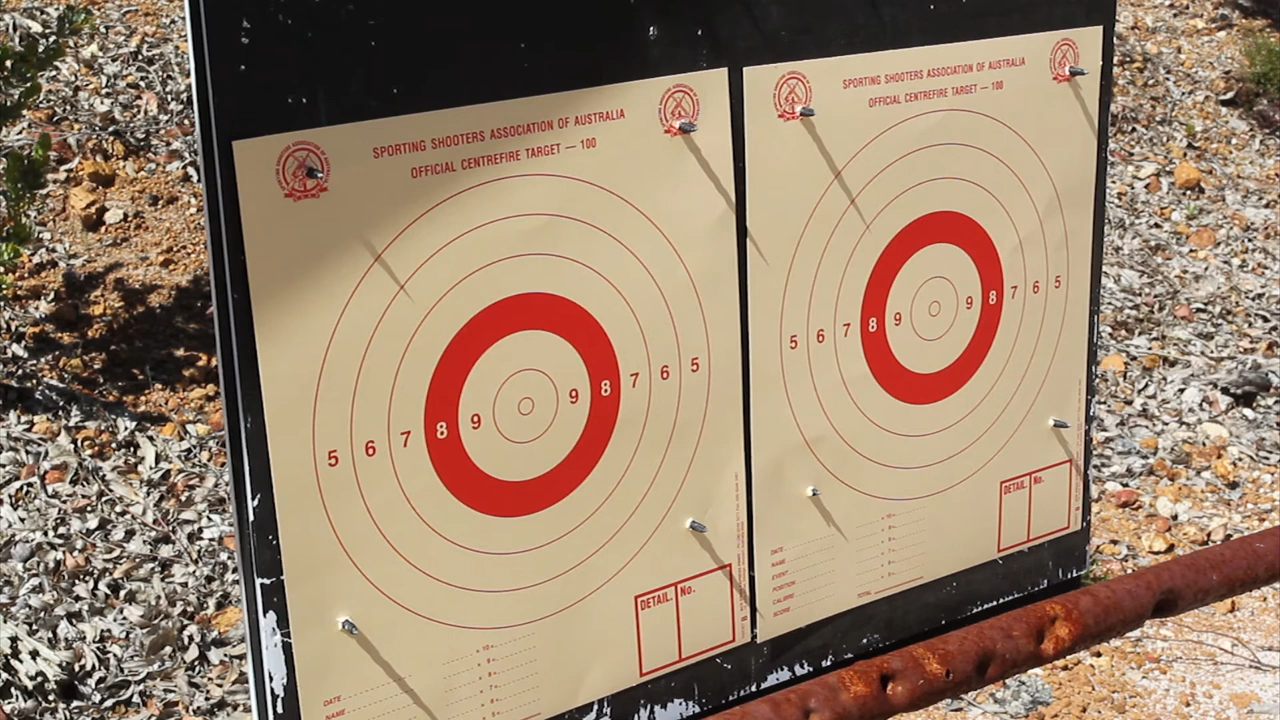 SPORTING SHOOTERS ASSOCIATION OF AUSTRALIA
OFFICIAL CENTREFIRE TARGET — 100
5 6 7 8 9 9 8 7 6 5
DETAIL. No.
DATE
NAME
SPORTING SHOOTERS ASSOCIATION OF AUSTRALIA
OFFICIAL CENTREFIRE TARGET — 100
5 6 7 8 9 9 8 7 6 5
DETAIL. No.
DATE
NAME
EVENT
POSITION
CALIBRE
SCORE
TOTAL